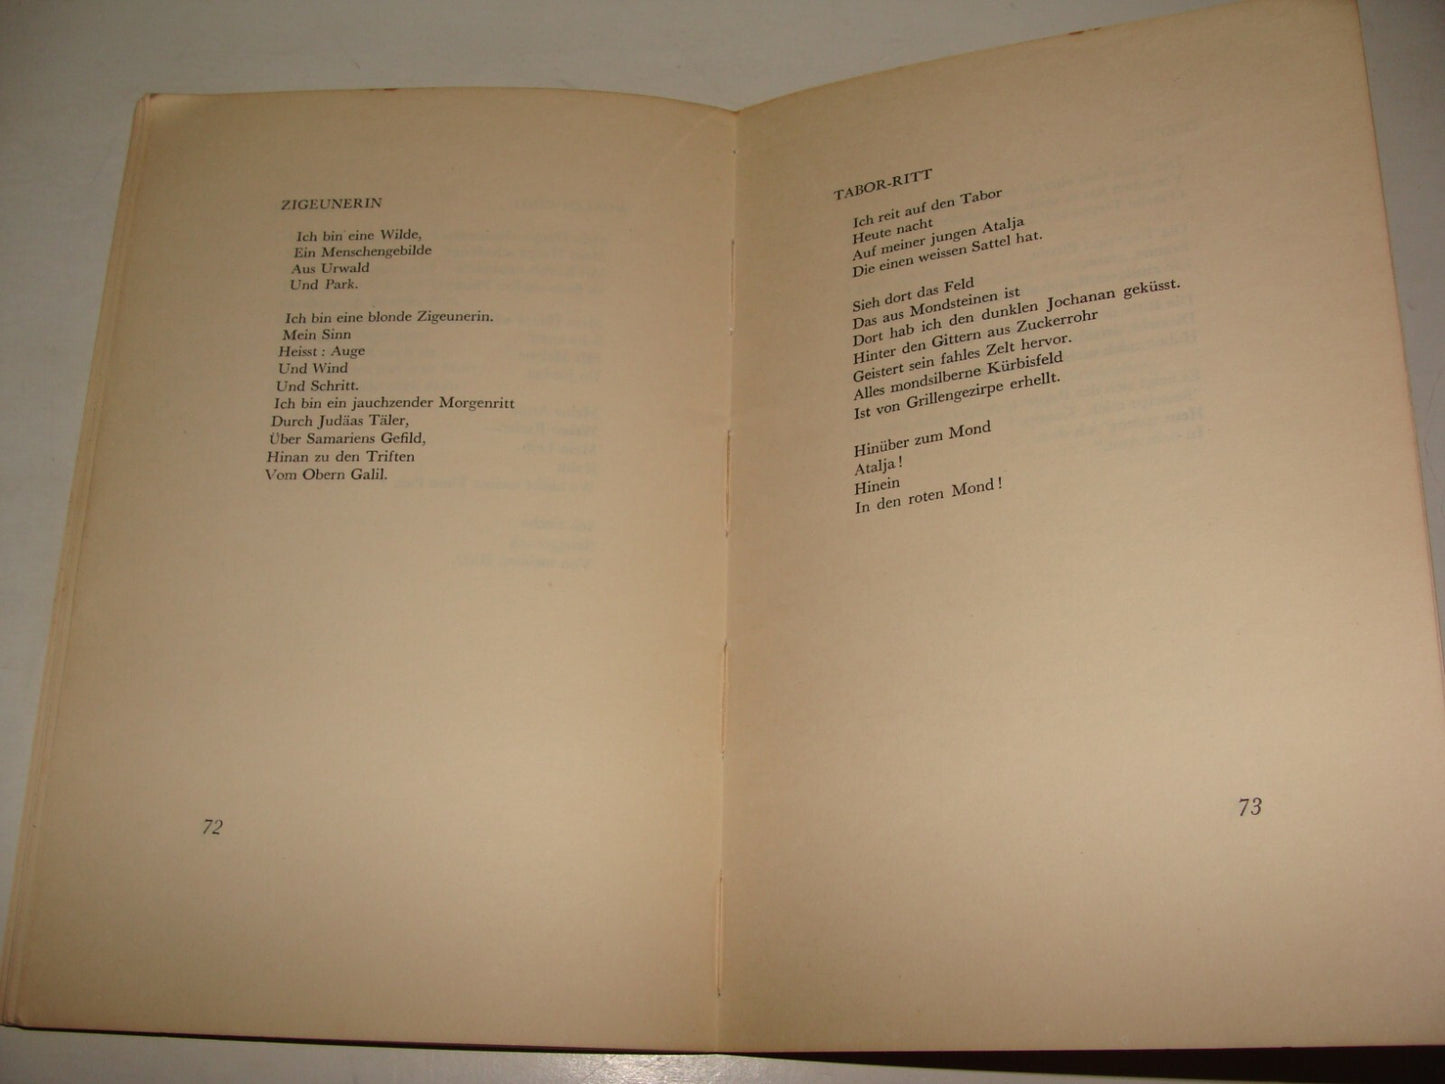 ZIGEUNERIN
Ich bin eine Wilde,
Ein Menschengebilde
Aus Urwald
Und Park.
Ich bin eine blonde Zigeunerin.
Mein Sinn
Heisst : Auge
Und Wind
Und Schritt.
Ich bin ein jauchzender Morgenritt
Durch Judäas Täler,
Über Samariens Gefild,
Hinan zu den Triften
Vom Obern Galil.
72
TABOR-RITT
Ich reit auf den Tabor
Heute nacht
Auf meiner jungen Atalja
Die einen weissen Sattel hat.
Sieh dort das Feld
Das aus Mondsteinen ist
Dort hab ich den dunklen Jochanan geküsst.
Hinter den Gittern aus Zuckerrohr
Geistert sein fahles Zelt hervor.
Alles mondsilberne Kürbisfeld
Ist von Grillengezirpe erhellt.
Hinüber zum Mond
Atalja !
Hinein
In den roten Mond !
73